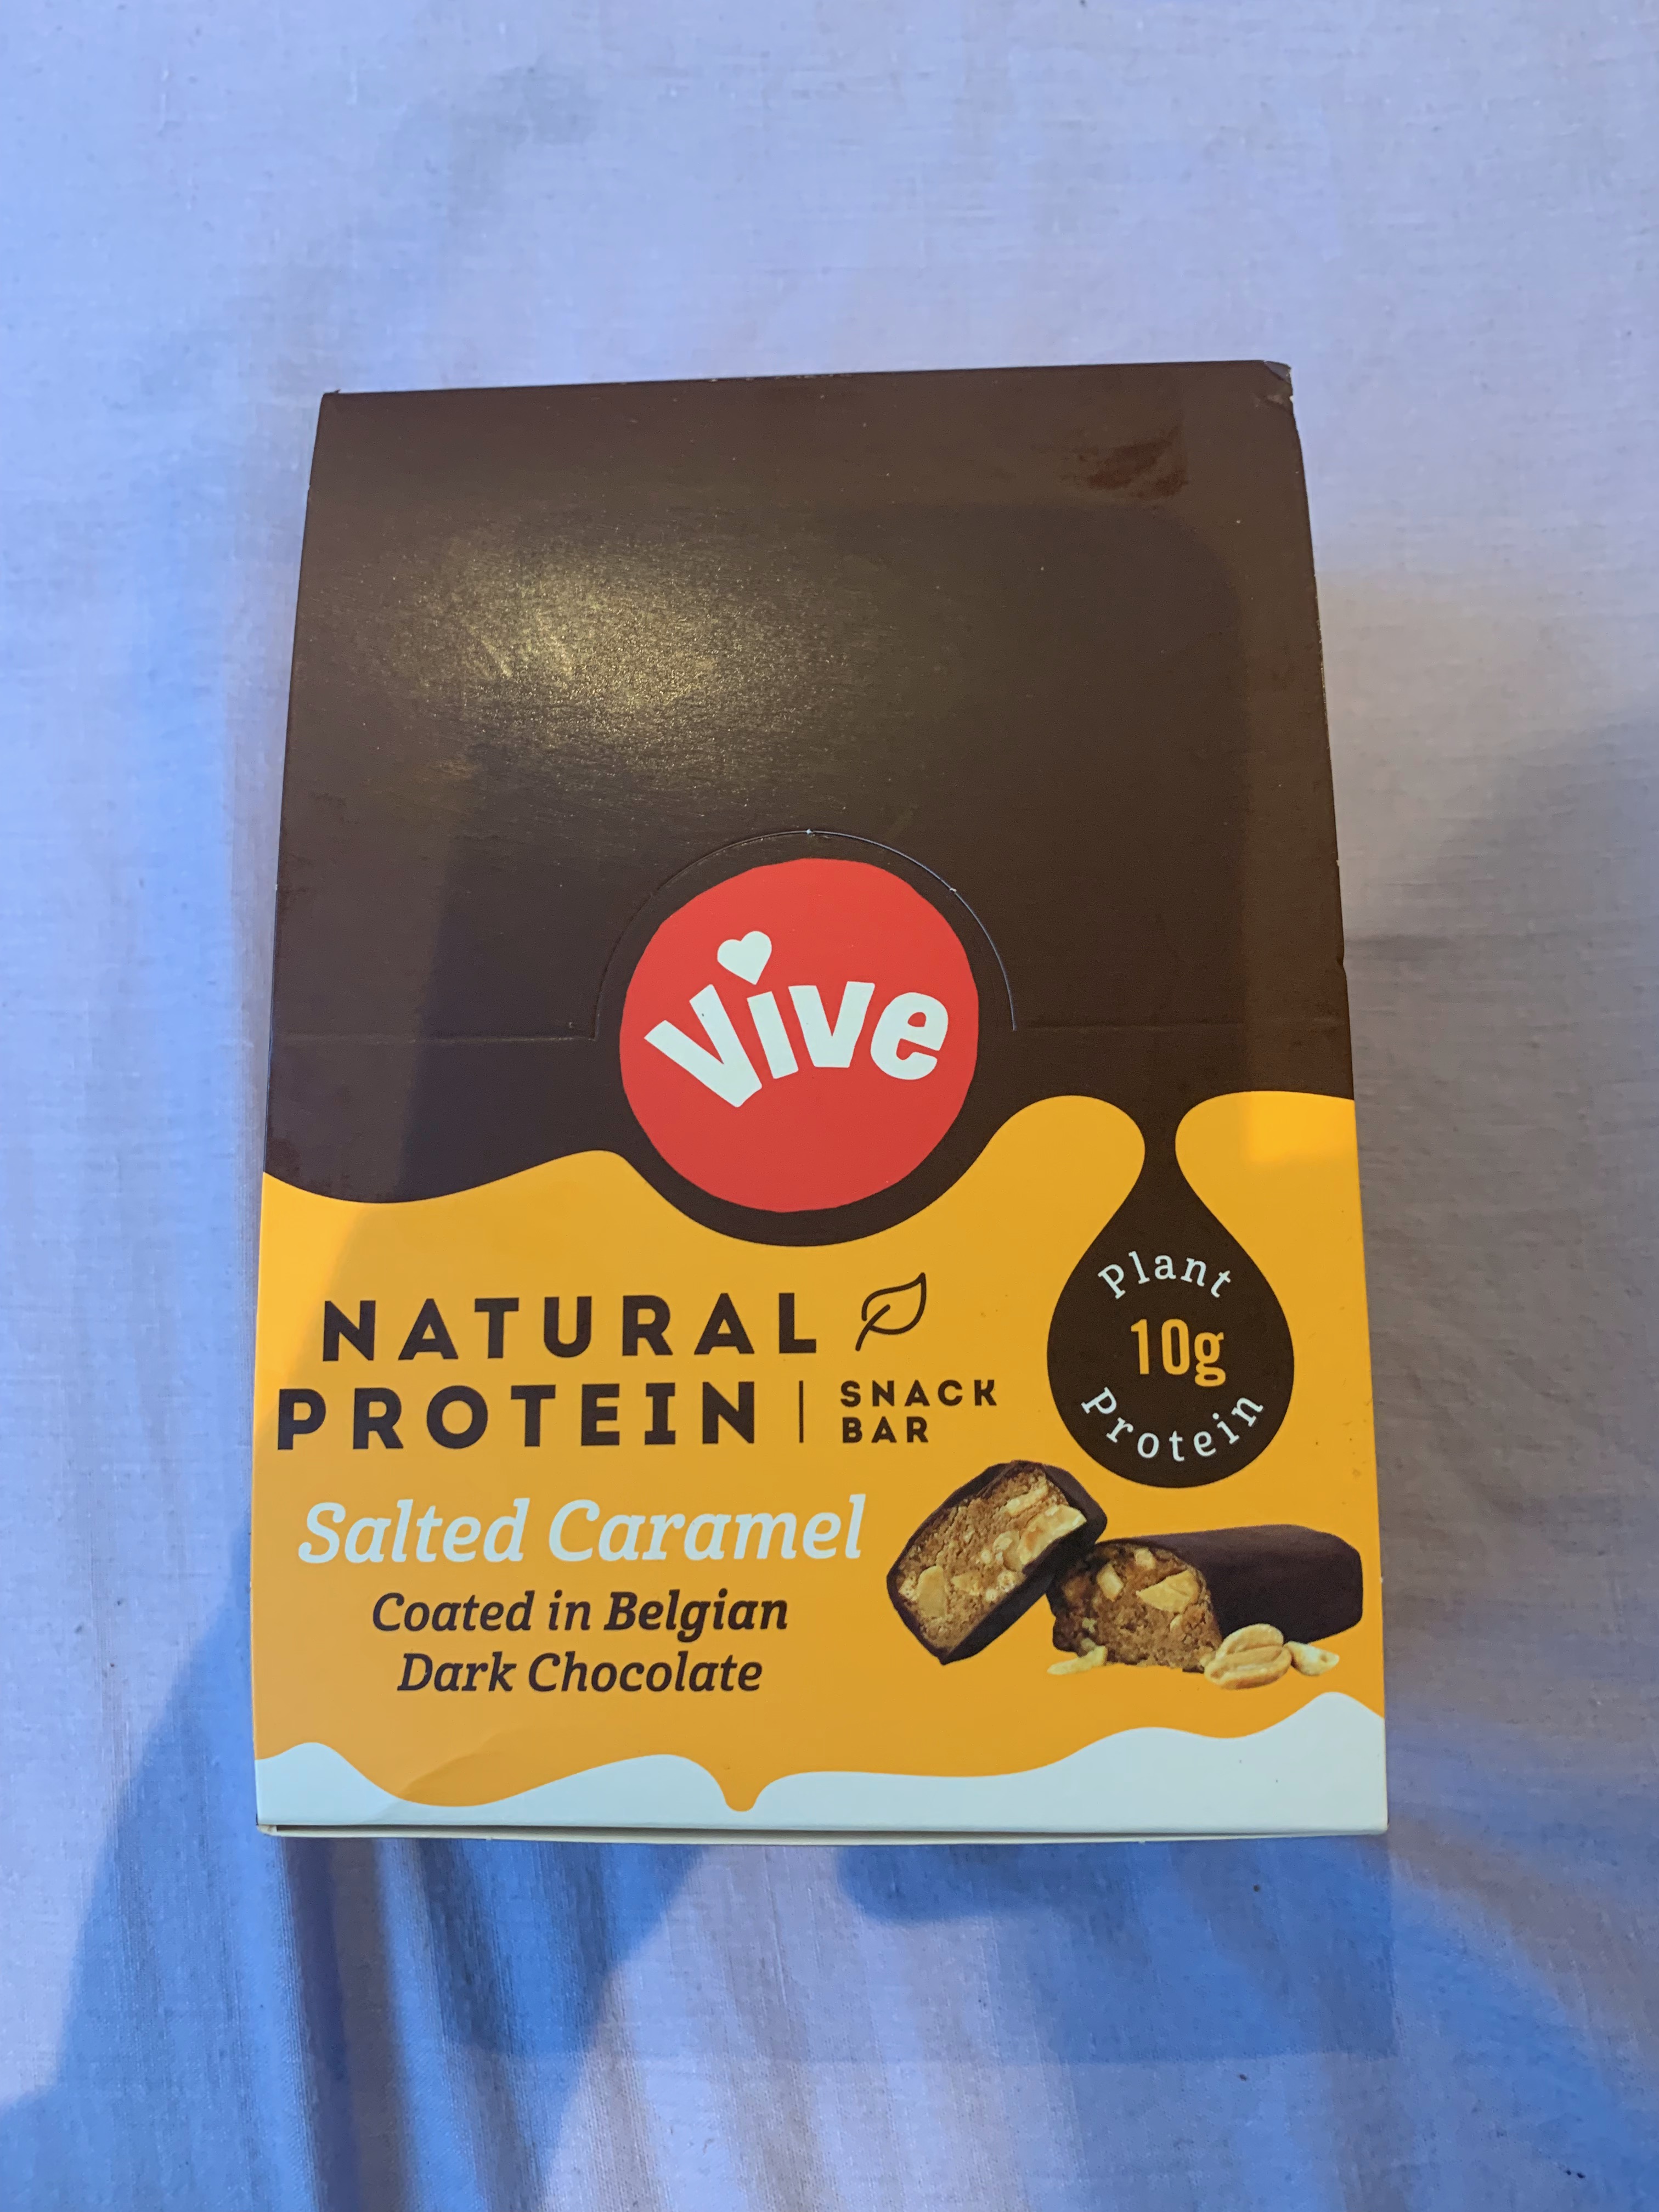 Vive
NATURAL
PROTEIN | SNACK
BAR
Plant
10g
Protein
Salted Caramel
Coated in Belgian
Dark Chocolate